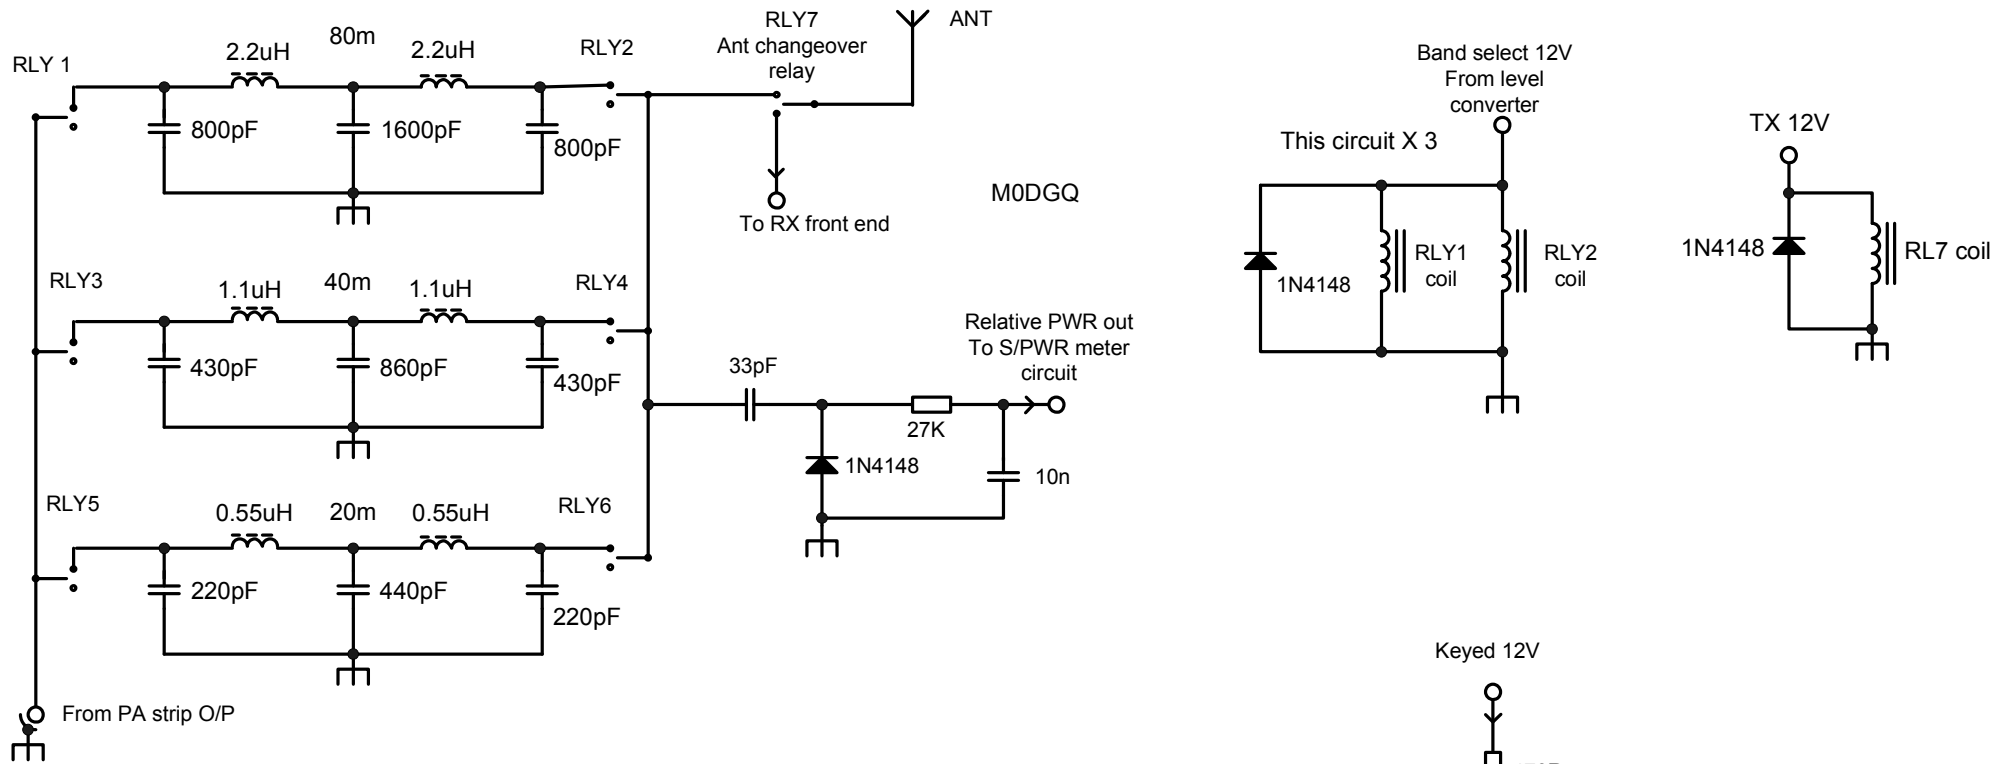 RLY 1
2.2uH
80m
2.2uH
RLY2
RLY7
Ant changeover
relay
ANT
800pF
1600pF
800pF
To RX front end
M0DGQ
Band select 12V
From level
converter
This circuit X 3
1N4148
RLY1
coil
RLY2
coil
TX 12V
1N4148
RL7 coil
RLY3
1.1uH
40m
1.1uH
RLY4
430pF
860pF
430pF
33pF
Relative PWR out
To S/PWR meter
circuit
27K
1N4148
10n
RLY5
0.55uH
20m
0.55uH
RLY6
220pF
440pF
220pF
From PA strip O/P
Keyed 12V